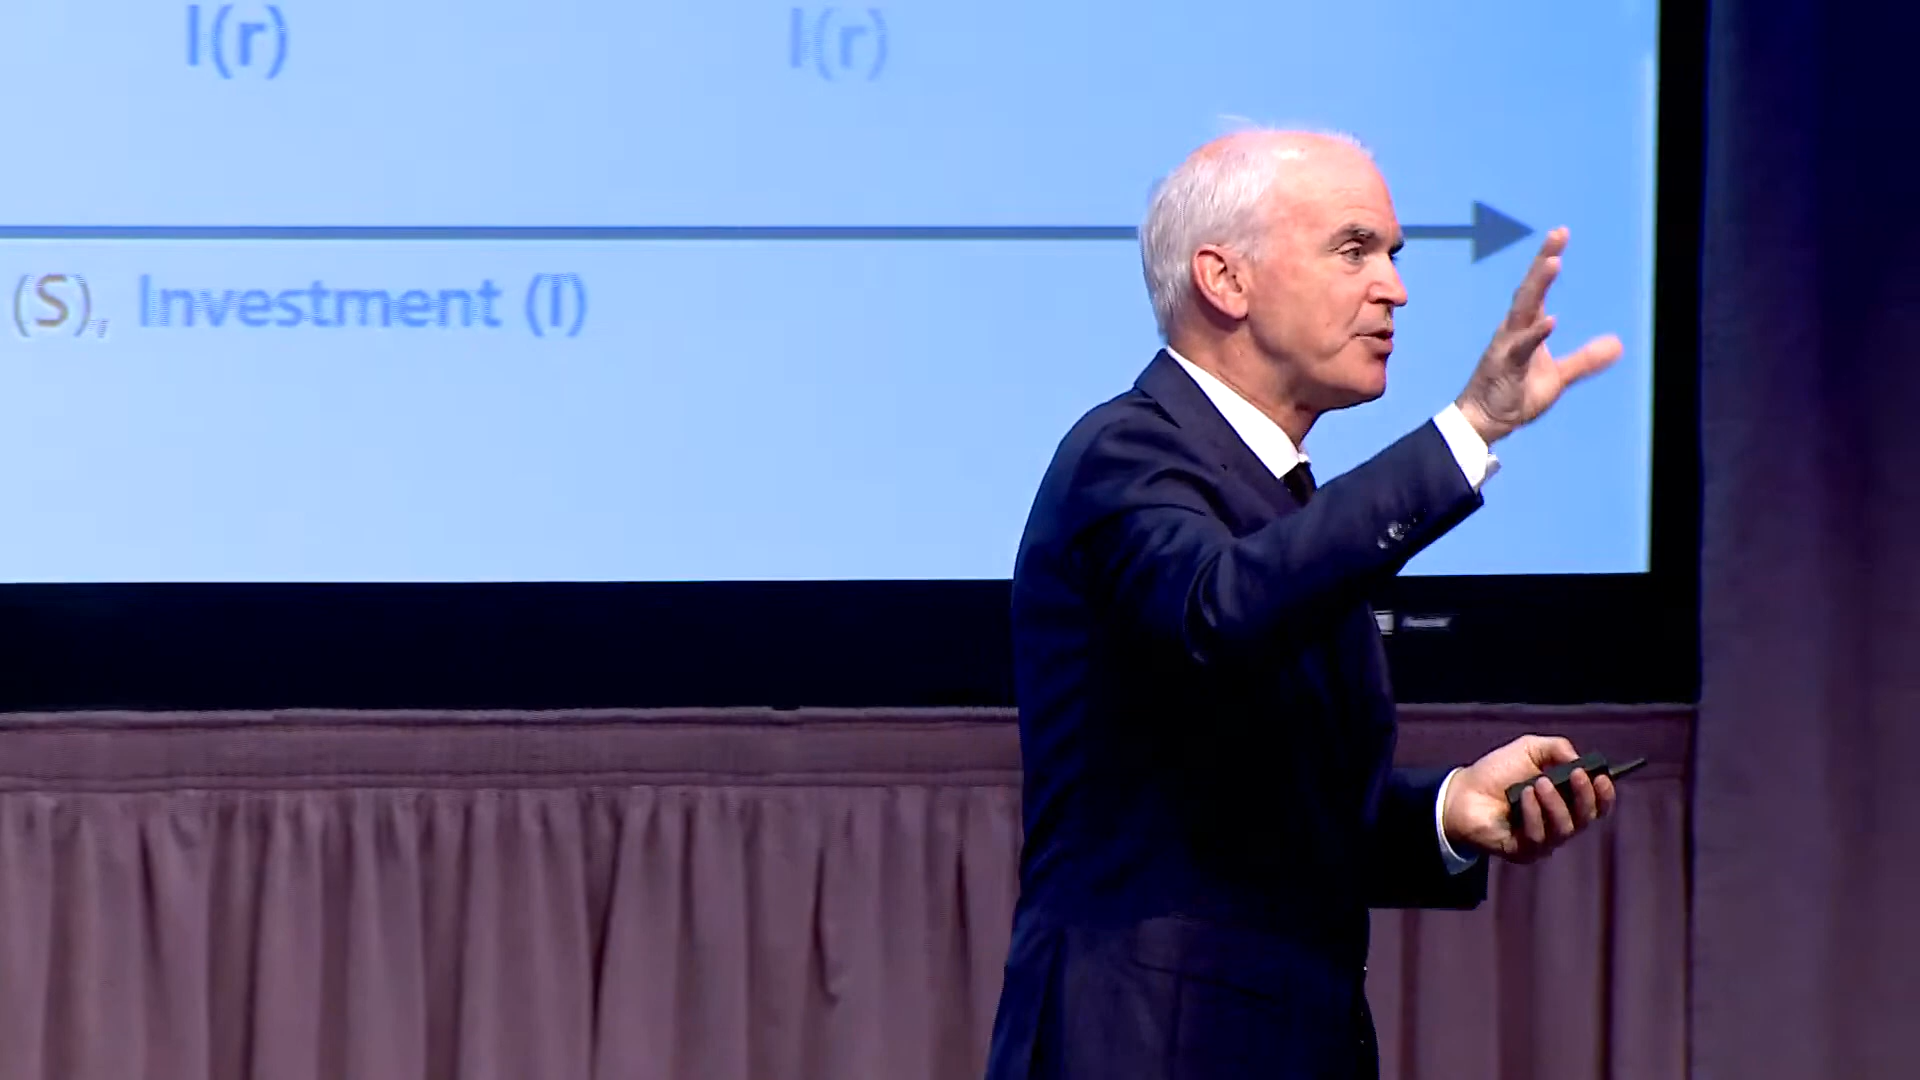 I(r)
I(r)
(S), Investment (I)